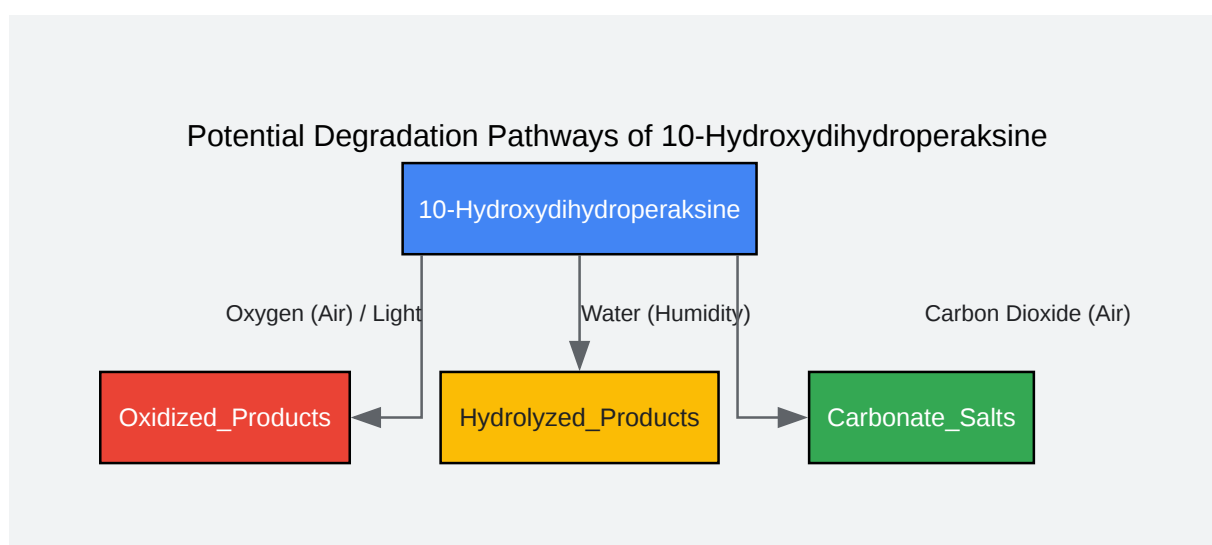 Potential Degradation Pathways of 10-Hydroxydihydroperaksine
10-Hydroxydihydroperaksine
Oxygen (Air) / Light
Water (Humidity)
Carbon Dioxide (Air)
Oxidized_Products
Hydrolyzed_Products
Carbonate_Salts